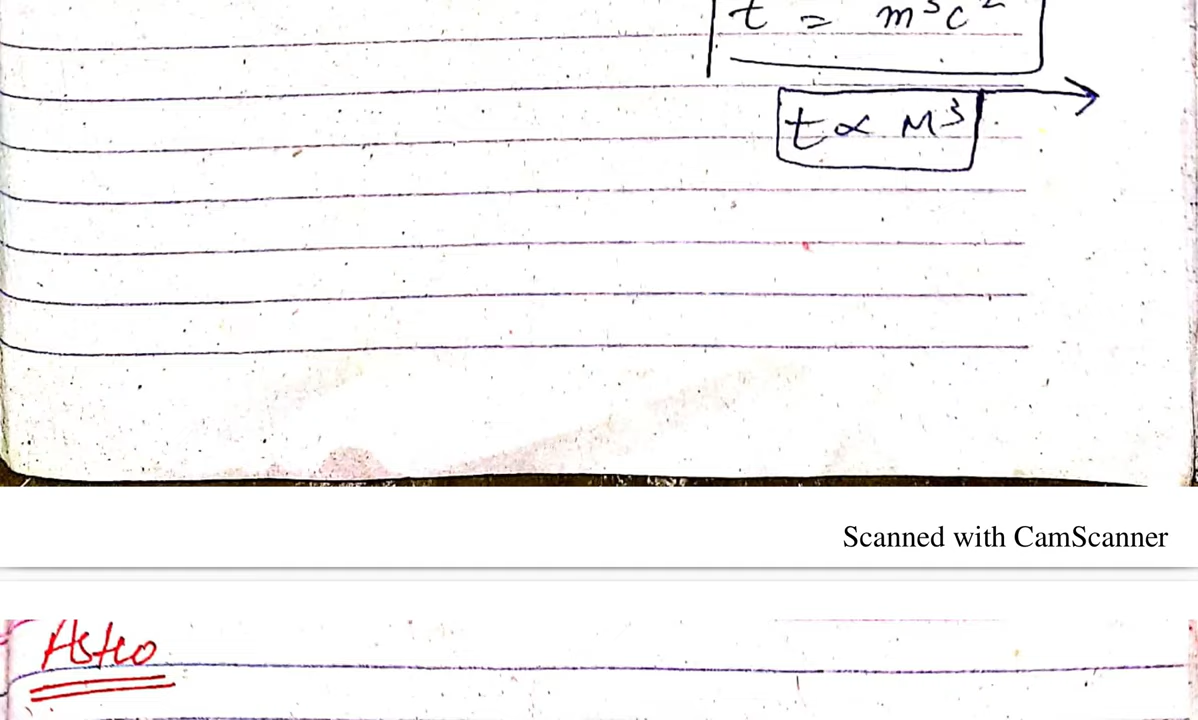 t = m³c²
t ∝ M³
Scanned with CamScanner
Astro